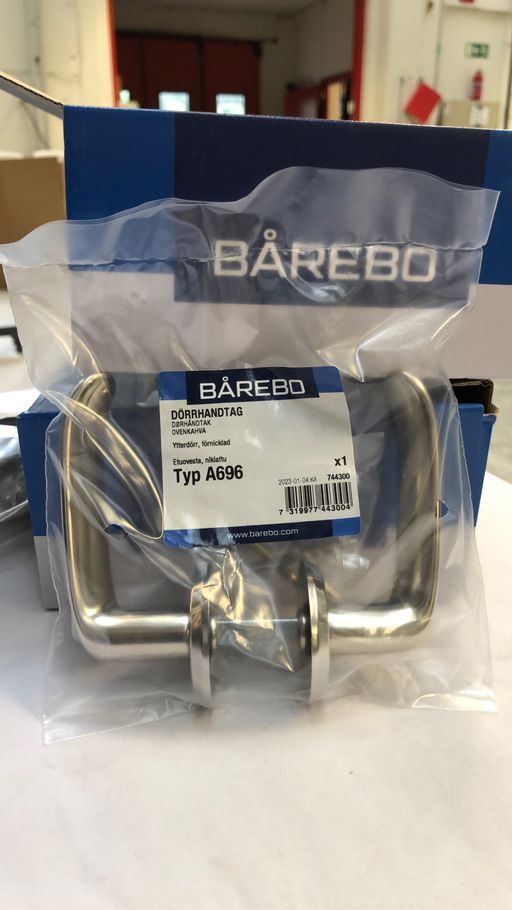 BÅREBO
BÅREBO
DÖRRHANDTAG
DØRHÅNDTAK
OVENKAHVA
Ytterdörr, förnicklad
Etuovesta, niklattu
Typ A696
x1
2023-01-04 KA 744300
7 319977 443004
www.barebo.com